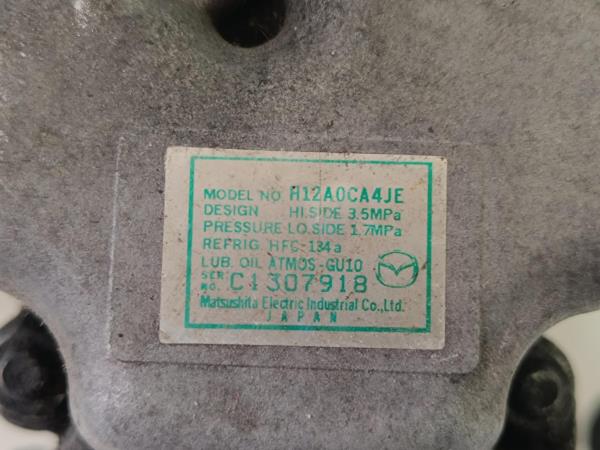 MODEL NO. H12A0CA4JE
DESIGN HI.SIDE 3.5MPa
PRESSURE LO.SIDE 1.7MPa
REFRIG HFC-134a
LUB. OIL ATMOS-GU10
SER. NO. C1307918
Matsushita Electric Industrial Co.,Ltd.
JAPAN